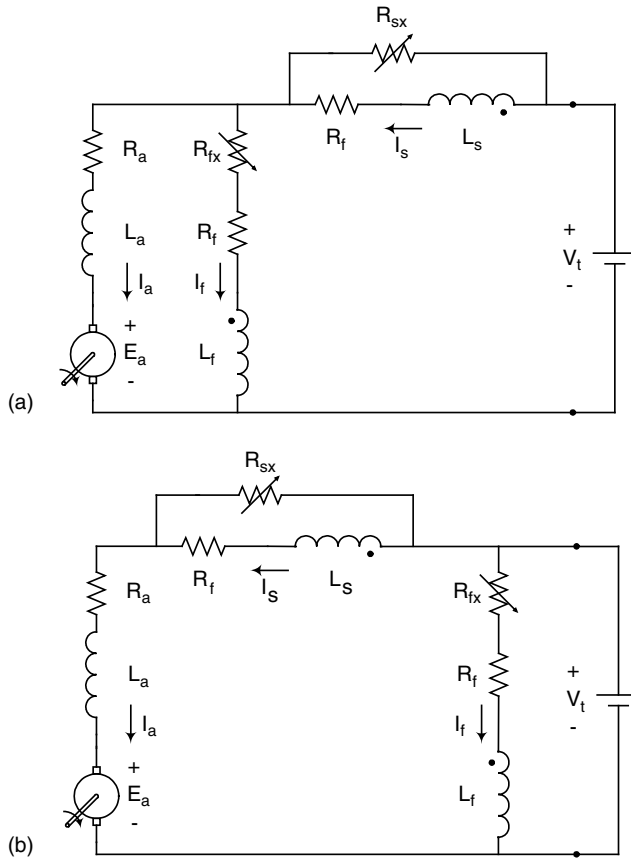 R_sx
R_f
I_s
L_s
R_a
R_fx
L_a
R_f
+
V_t
-
I_a
I_f
+
E_a
-
L_f
(a)
R_sx
R_f
I_S
L_S
R_a
R_fx
L_a
R_f
+
V_t
-
I_a
I_f
+
E_a
-
L_f
(b)